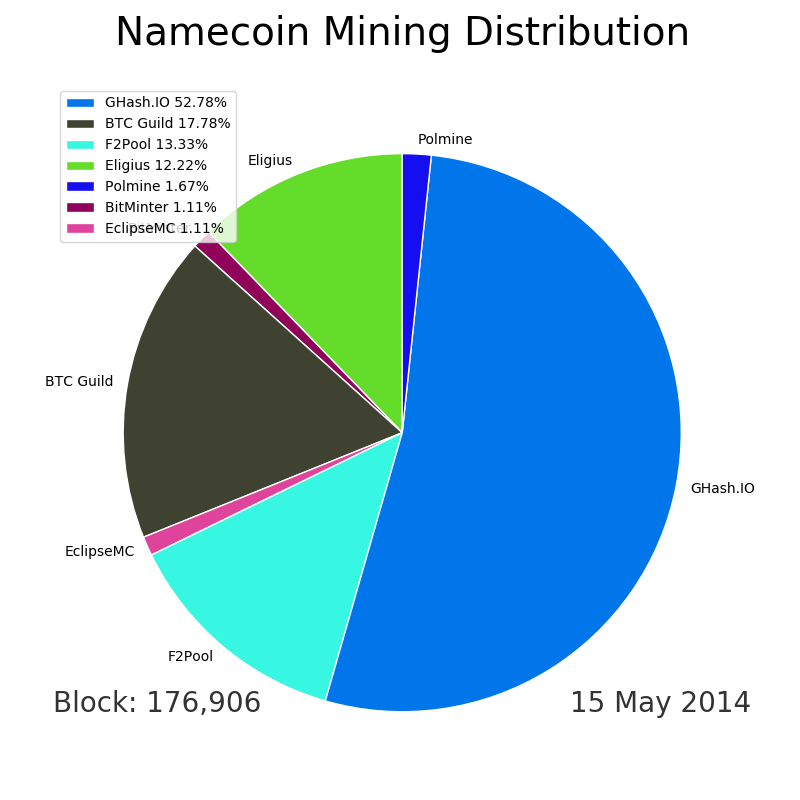 Namecoin Mining Distribution
GHash.IO 52.78%
BTC Guild 17.78%
F2Pool 13.33%
Eligius 12.22%
Polmine 1.67%
BitMinter 1.11%
EclipseMC 1.11%
Polmine
Eligius
BTC Guild
GHash.IO
EclipseMC
F2Pool
Block: 176,906
15 May 2014